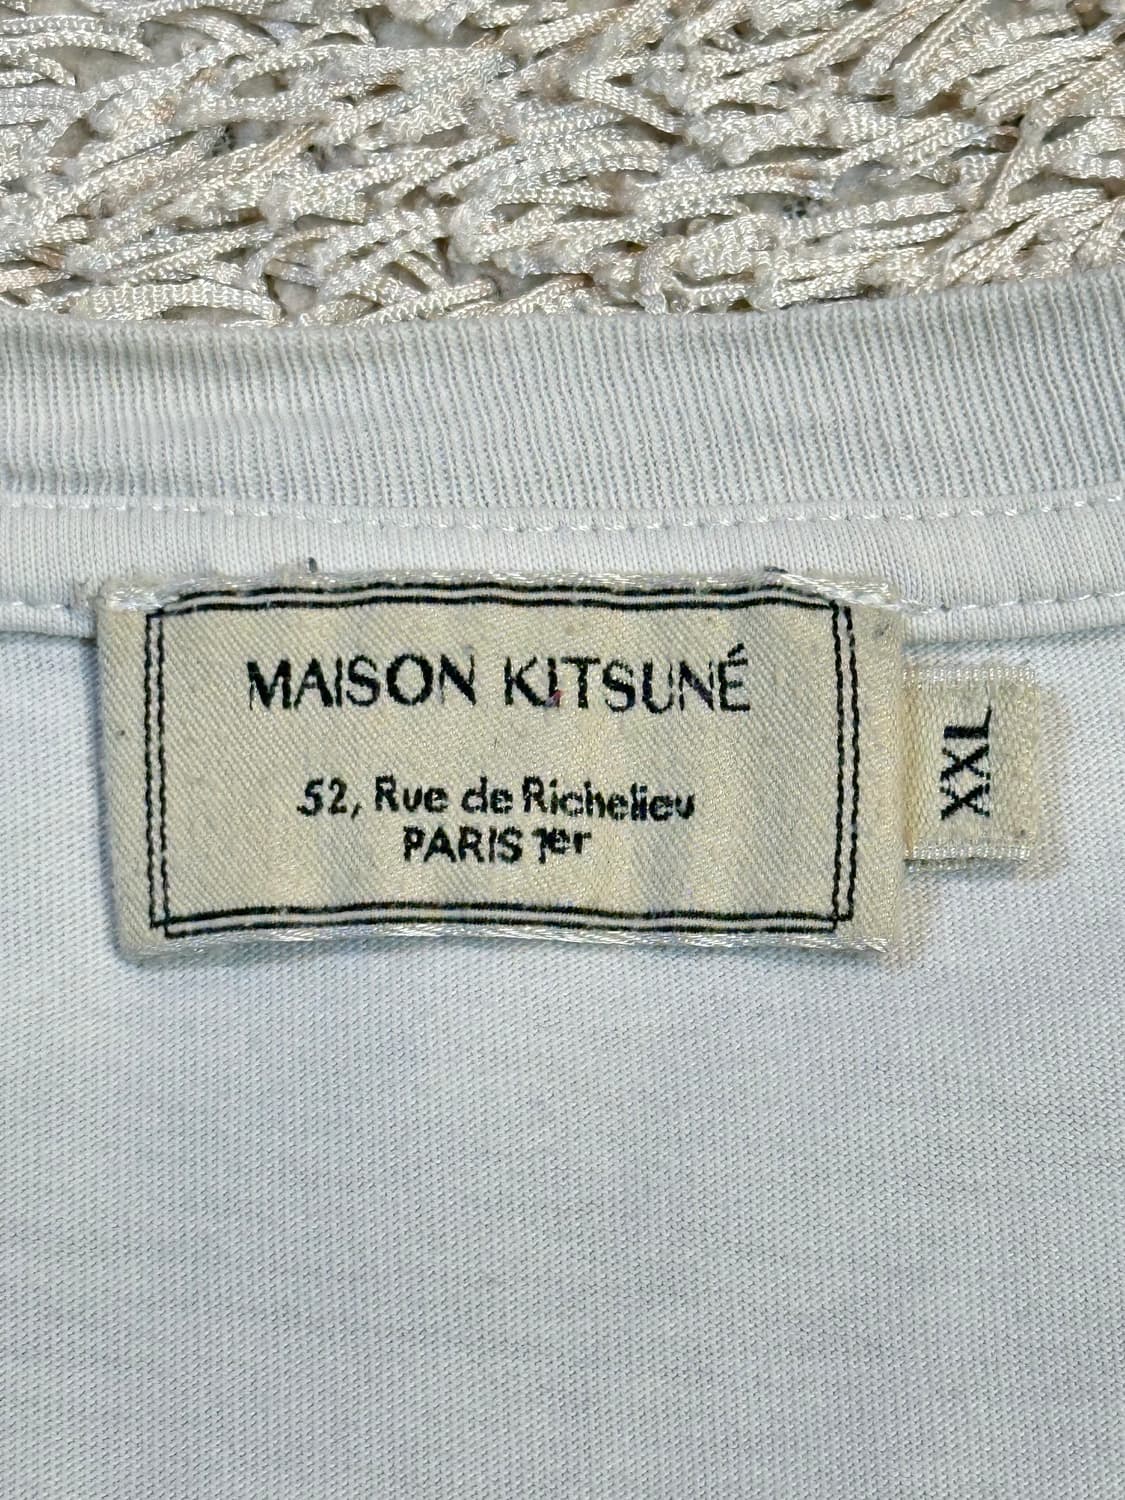 MAISON KITSUNÉ
52, Rue de Richelieu
PARIS 1er
XXL